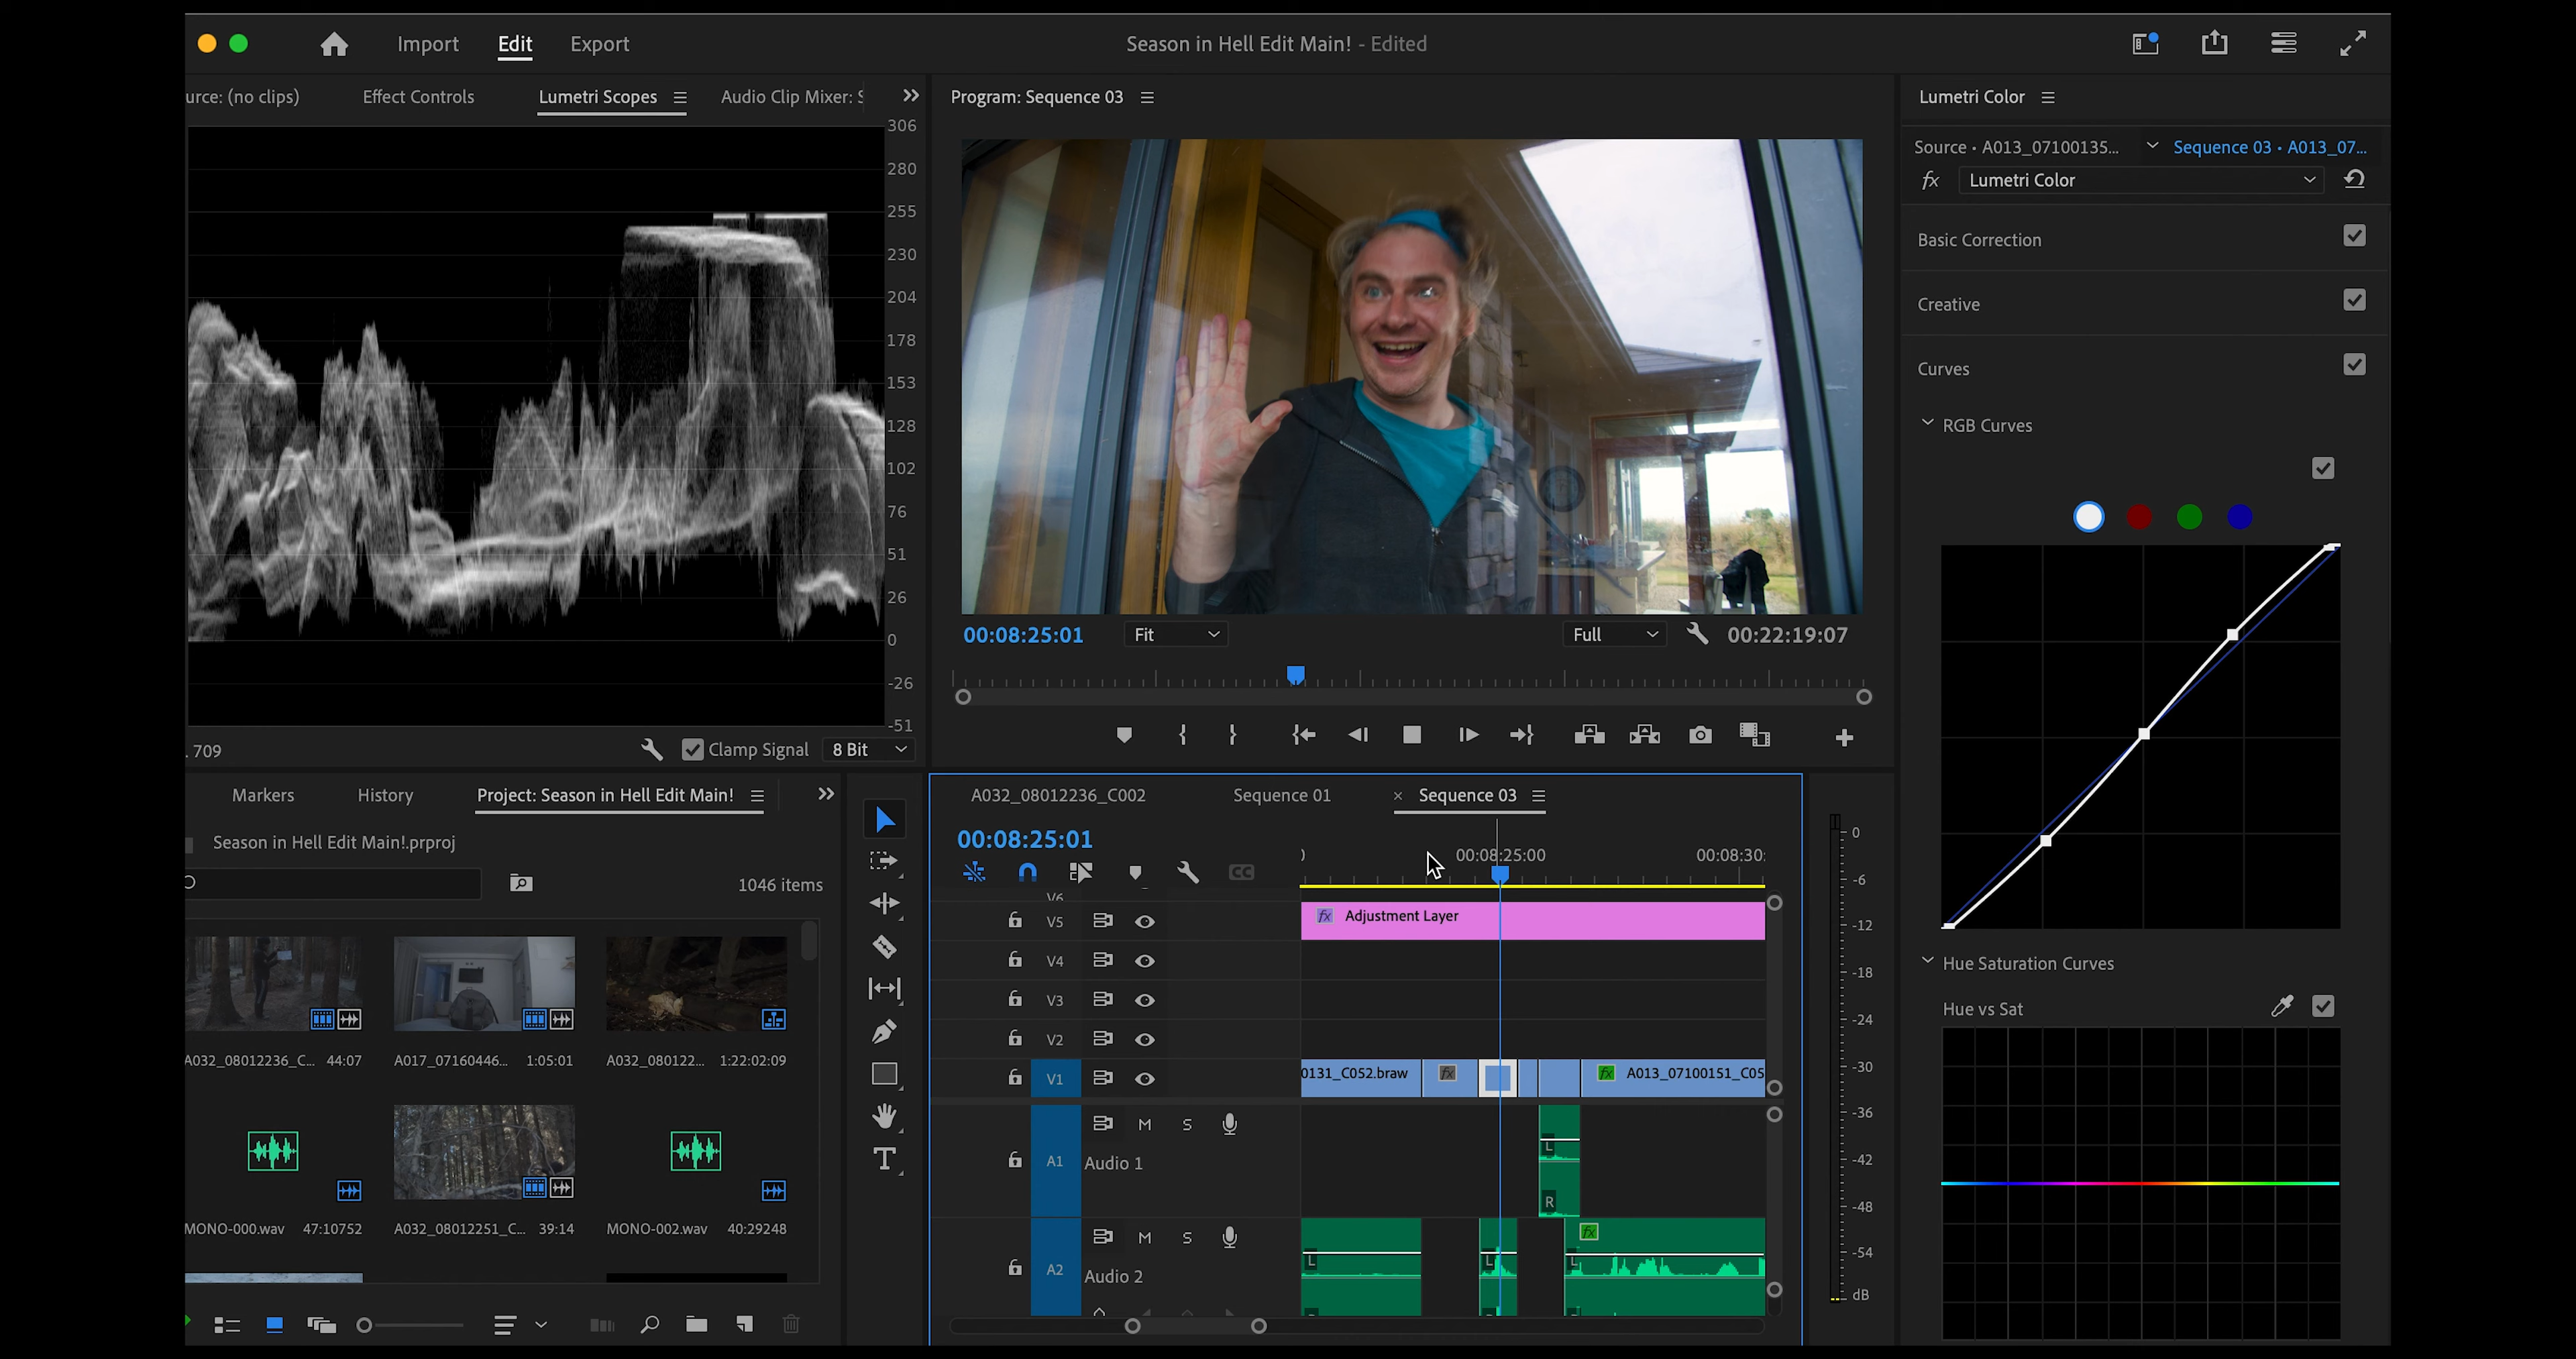 Import Edit Export Season in Hell Edit Main! - Edited
urce: (no clips) Effect Controls Lumetri Scopes Audio Clip Mixer: S
306
280
255
230
204
178
153
128
102
76
51
26
0
-26
-51
. 709 Clamp Signal 8 Bit
Program: Sequence 03
00:08:25:01 Fit Full 00:22:19:07
Lumetri Color
Source • A013_07100135... Sequence 03 • A013_07...
fx Lumetri Color
Basic Correction
Creative
Curves
RGB Curves
Hue Saturation Curves
Hue vs Sat
Markers History Project: Season in Hell Edit Main!
Season in Hell Edit Main!.prproj
1046 items
A032_08012236_C... 44:07 A017_07160446... 1:05:01 A032_080122... 1:22:02:09
MONO-000.wav 47:10752 A032_08012251_C... 39:14 MONO-002.wav 40:29248
T
A032_08012236_C002 Sequence 01 × Sequence 03
00:08:25:01
00:08:25:00 00:08:30:
CC
V6
V5 fx Adjustment Layer
V4
V3
V2
V1 0131_C052.braw fx fx A013_07100151_C05
M S
A1 Audio 1
L
R
M S fx
A2 Audio 2
L L L
0
-6
-12
-18
-24
-30
-36
-42
-48
-54
dB